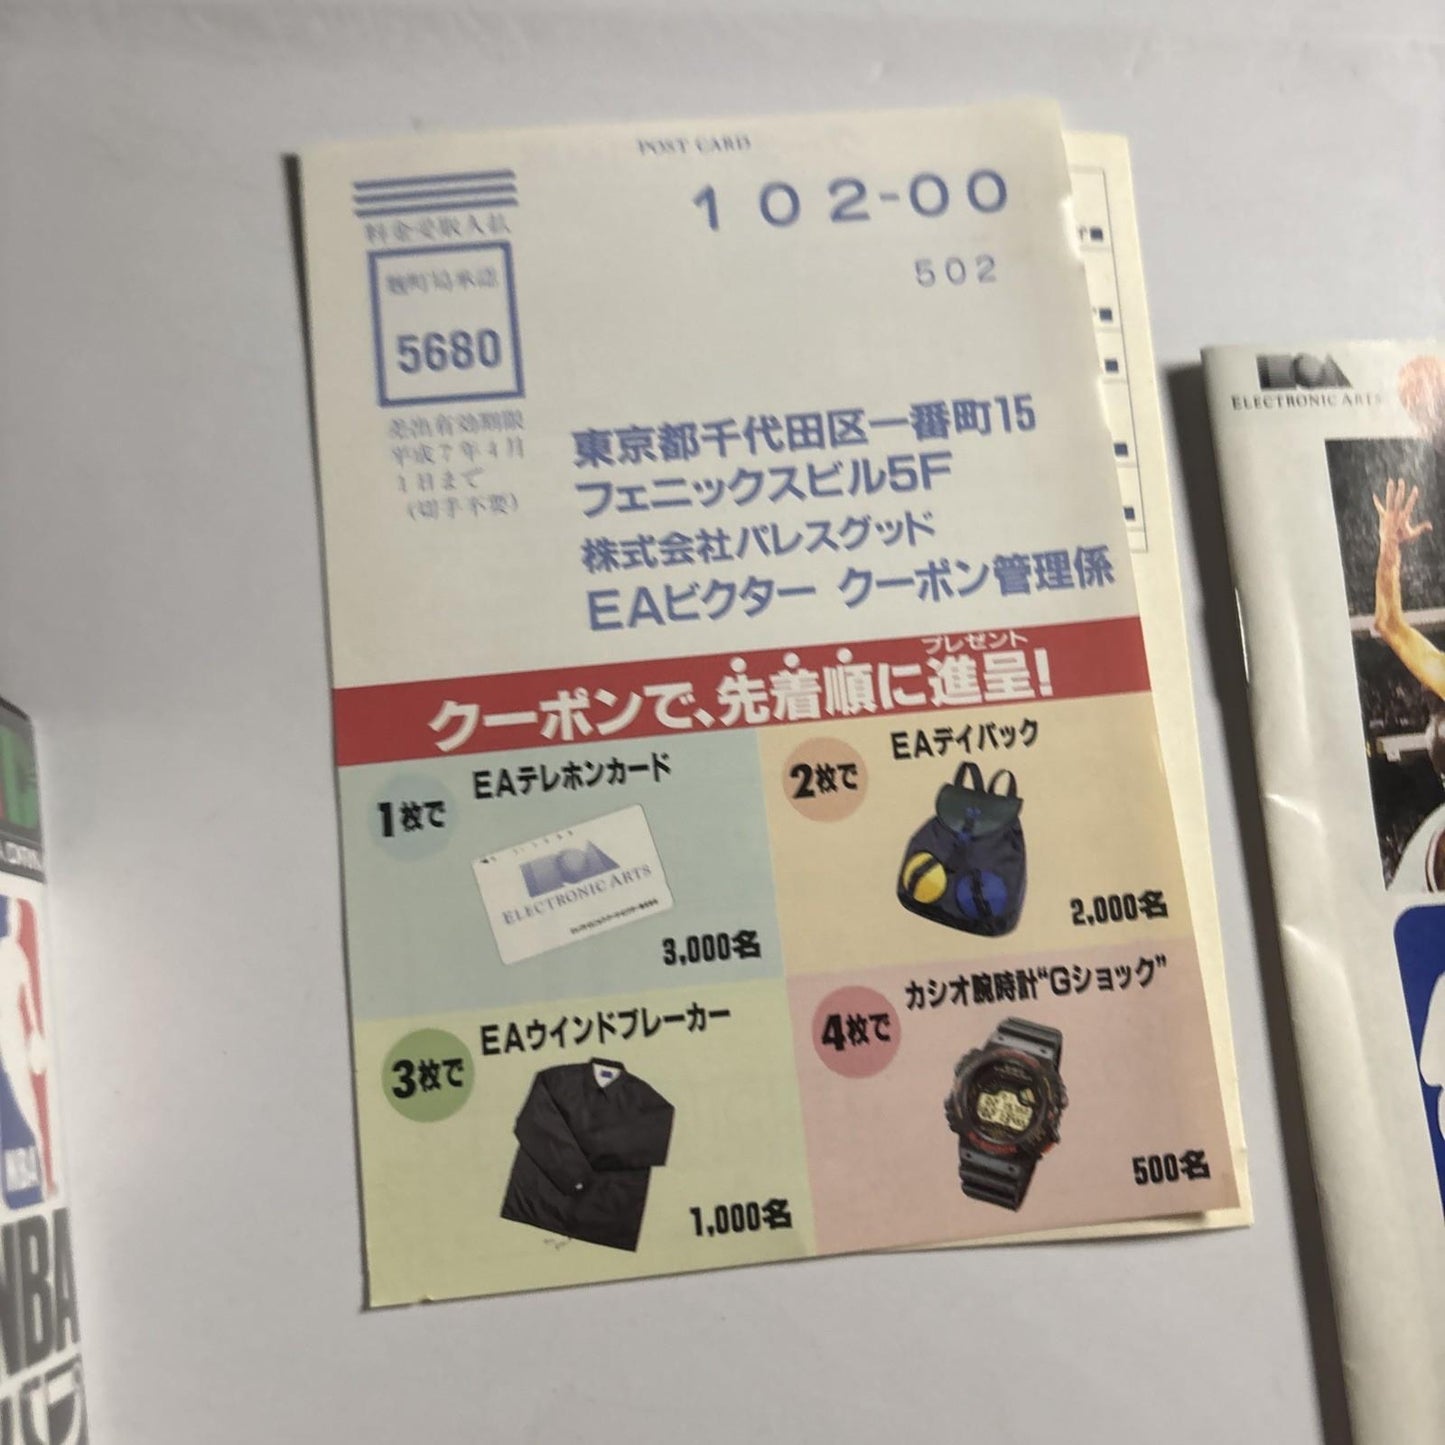 POST CARD
料金受取人払
麹町局承認
5680
差出有効期限
平成7年4月
1日まで
(切手不要)
102-00
502
東京都千代田区一番町15
フェニックスビル5F
株式会社パレスグッド
EAビクター クーポン管理係
プレゼント
クーポンで、先着順に進呈!
1枚で
EAテレホンカード
ELECTRONIC ARTS
3,000名
2枚で
EAデイパック
2,000名
3枚で
EAウインドブレーカー
1,000名
4枚で
カシオ腕時計“Gショック”
500名
ELECTRONIC ARTS
NBA
NBA